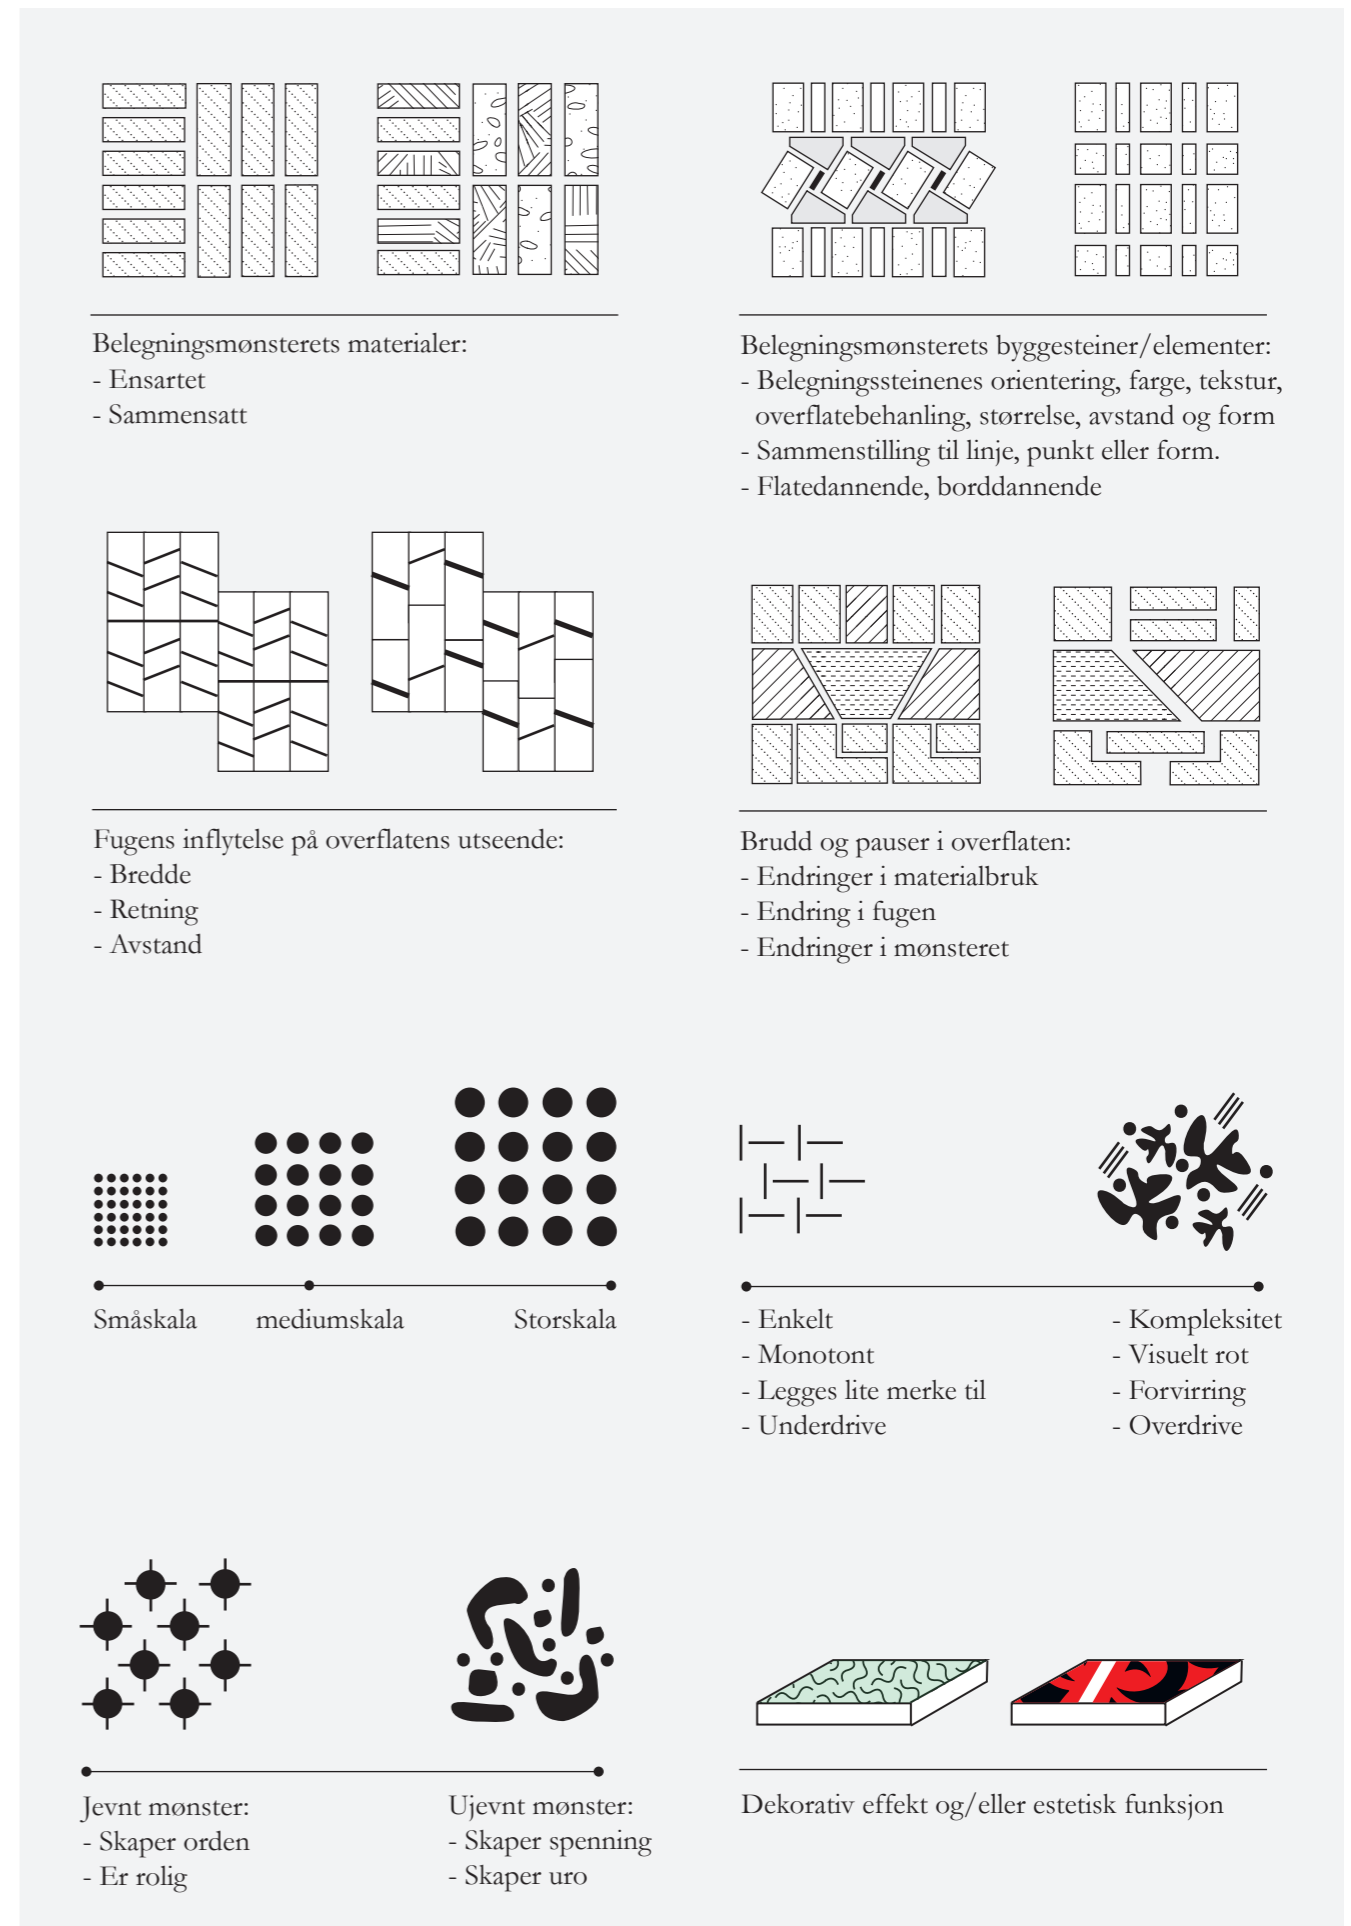 Belegningsmønsterets materialer:
- Ensartet
- Sammensatt
Belegningsmønsterets byggesteiner/elementer:
- Belegningssteinenes orientering, farge, tekstur,
overflatebehanling, størrelse, avstand og form
- Sammenstilling til linje, punkt eller form.
- Flatedannende, borddannende
Fugens inflytelse på overflatens utseende:
- Bredde
- Retning
- Avstand
Brudd og pauser i overflaten:
- Endringer i materialbruk
- Endring i fugen
- Endringer i mønsteret
Småskala mediumskala Storskala
- Enkelt
- Monotont
- Legges lite merke til
- Underdrive
- Kompleksitet
- Visuelt rot
- Forvirring
- Overdrive
Jevnt mønster:
- Skaper orden
- Er rolig
Ujevnt mønster:
- Skaper spenning
- Skaper uro
Dekorativ effekt og/eller estetisk funksjon